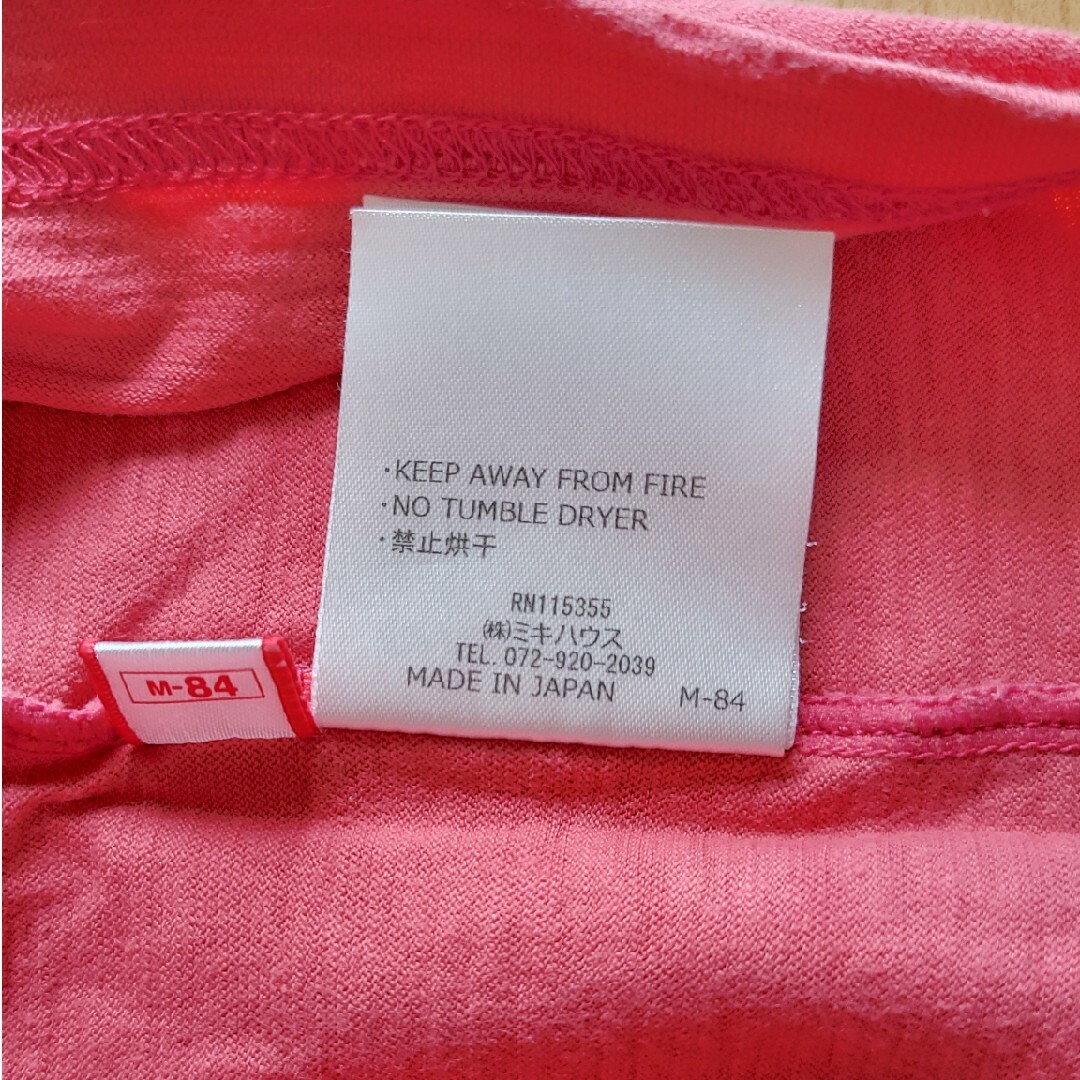 ・KEEP AWAY FROM FIRE
・NO TUMBLE DRYER
・禁止烘干
RN115355
㈱ミキハウス
TEL. 072-920-2039
MADE IN JAPAN M-84
M-84